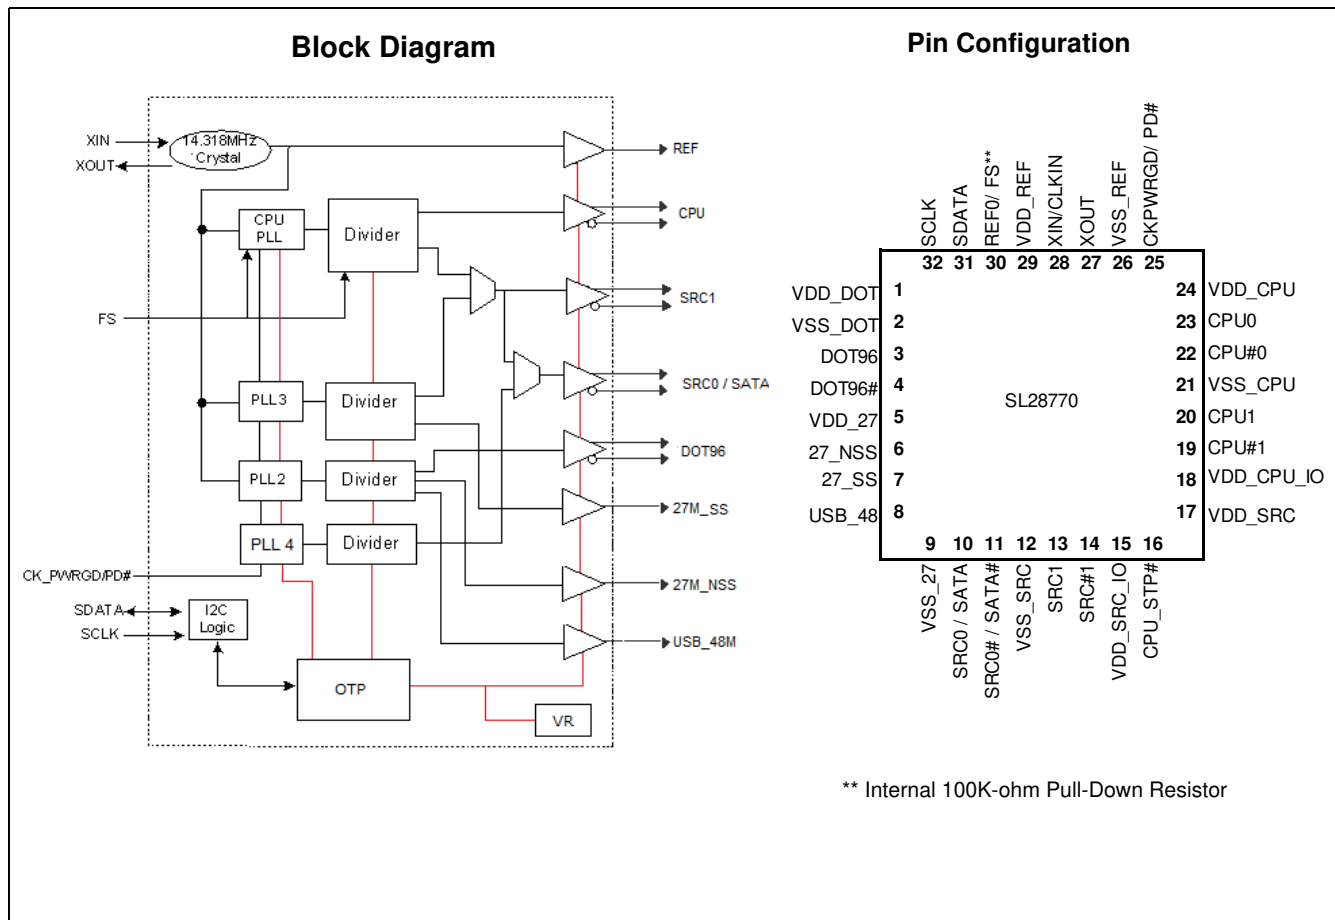 Block Diagram
XIN
XOUT
14.318MHz
Crystal
REF
CPU
PLL
Divider
CPU
SRC1
FS
SRC0 / SATA
PLL3
Divider
DOT96
PLL2
Divider
27M_SS
PLL 4
Divider
CK_PWRGD/PD#
27M_NSS
SDATA
SCLK
I2C
Logic
USB_48M
OTP
VR
Pin Configuration
SCLK
SDATA
REF0/ FS**
VDD_REF
XIN/CLKIN
XOUT
VSS_REF
CKPWRGD/ PD#
32 31 30 29 28 27 26 25
VDD_DOT 1
VSS_DOT 2
DOT96 3
DOT96# 4
VDD_27 5
27_NSS 6
27_SS 7
USB_48 8
SL28770
24 VDD_CPU
23 CPU0
22 CPU#0
21 VSS_CPU
20 CPU1
19 CPU#1
18 VDD_CPU_IO
17 VDD_SRC
9 10 11 12 13 14 15 16
VSS_27
SRC0 / SATA
SRC0# / SATA#
VSS_SRC
SRC1
SRC#1
VDD_SRC_IO
CPU_STP#
** Internal 100K-ohm Pull-Down Resistor